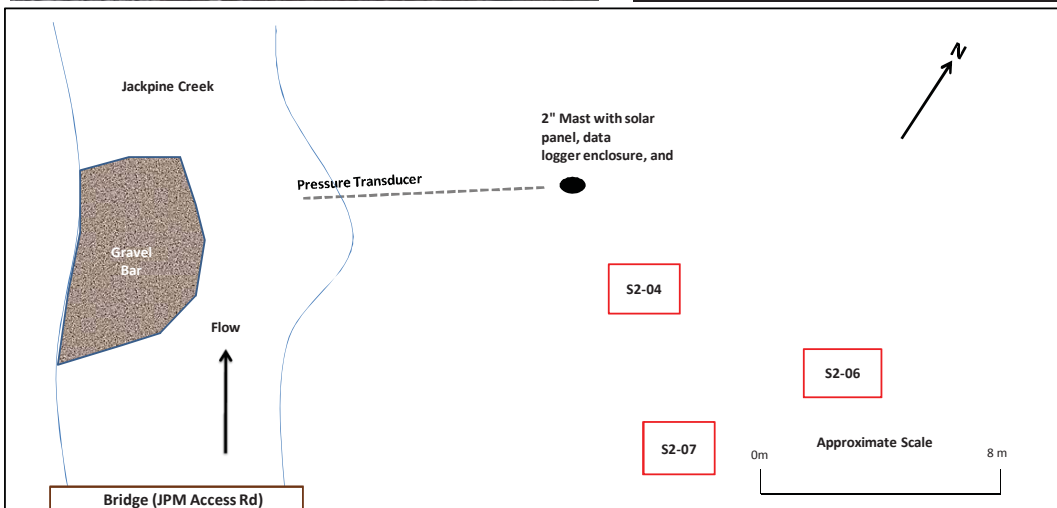 Jackpine Creek
N
2" Mast with solar
panel, data
logger enclosure, and
Pressure Transducer
Gravel
Bar
S2-04
Flow
S2-06
S2-07
Approximate Scale
0m
8 m
Bridge (JPM Access Rd)